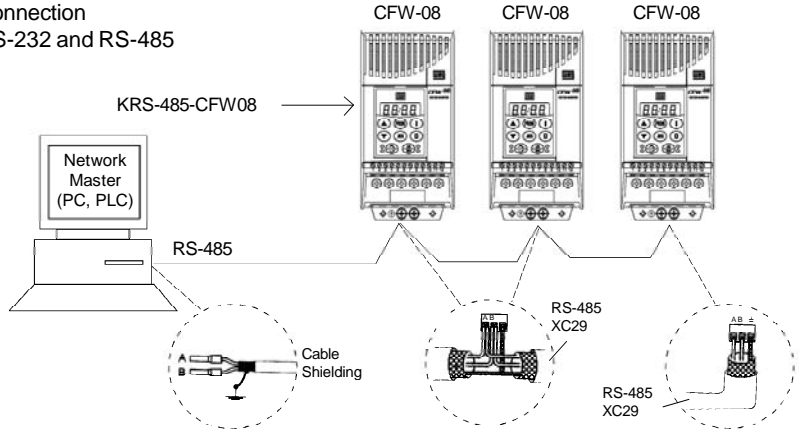 onnection
S-232 and RS-485
CFW-08
CFW-08
CFW-08
KRS-485-CFW08
Network
Master
(PC, PLC)
RS-485
A
B
Cable
Shielding
A B
RS-485
XC29
A B
RS-485
XC29